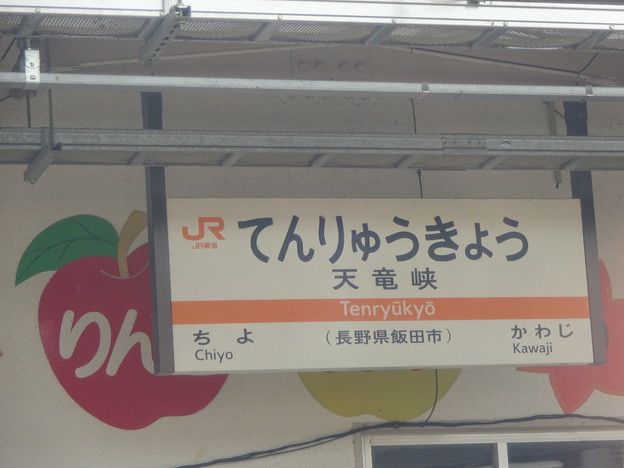 JR
JR東海
てんりゅうきょう
天竜峡
Tenryūkyō
ちよ
Chiyo
(長野県飯田市)
かわじ
Kawaji
りん